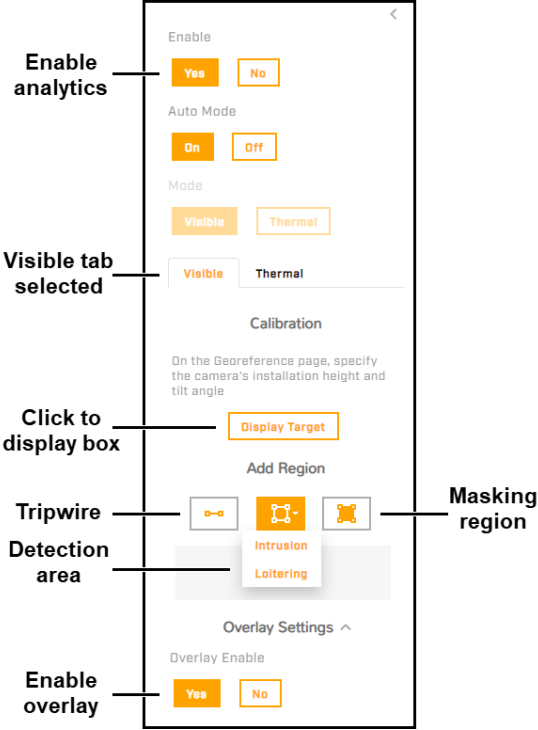 Enable
Enable
analytics
Yes
No
Auto Mode
On
Off
Mode
Visible
Thermal
Visible tab
selected
Visible
Thermal
Calibration
On the Georeference page, specify
the camera's installation height and
tilt angle
Click to
display box
Display Target
Add Region
Tripwire
Masking
region
Detection
area
Intrusion
Loitering
Overlay Settings
Overlay Enable
Enable
overlay
Yes
No